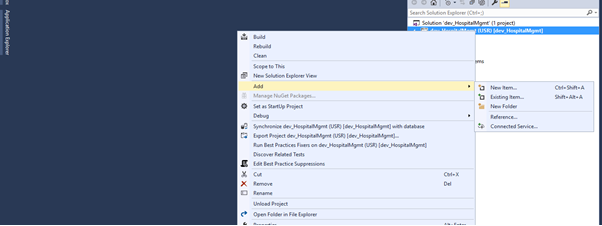 Application Explorer
Search Solution Explorer (Ctrl+;)
Solution 'dev_HospitalMgmt' (1 project)
dev_HospitalMgmt (USR) [dev_HospitalMgmt]
Build
Rebuild
Clean
Scope to This
New Solution Explorer View
Add
Manage NuGet Packages...
Set as StartUp Project
Debug
Synchronize dev_HospitalMgmt (USR) [dev_HospitalMgmt] with database
Export Project dev_HospitalMgmt (USR) [dev_HospitalMgmt]...
Run Best Practices Fixers on dev_HospitalMgmt (USR) [dev_HospitalMgmt]
Discover Related Tests
Edit Best Practice Suppressions
Cut Ctrl+X
Remove Del
Rename
Unload Project
Open Folder in File Explorer
Properties Alt+Enter
New Item... Ctrl+Shift+A
Existing Item... Shift+Alt+A
New Folder
Reference...
Connected Service...